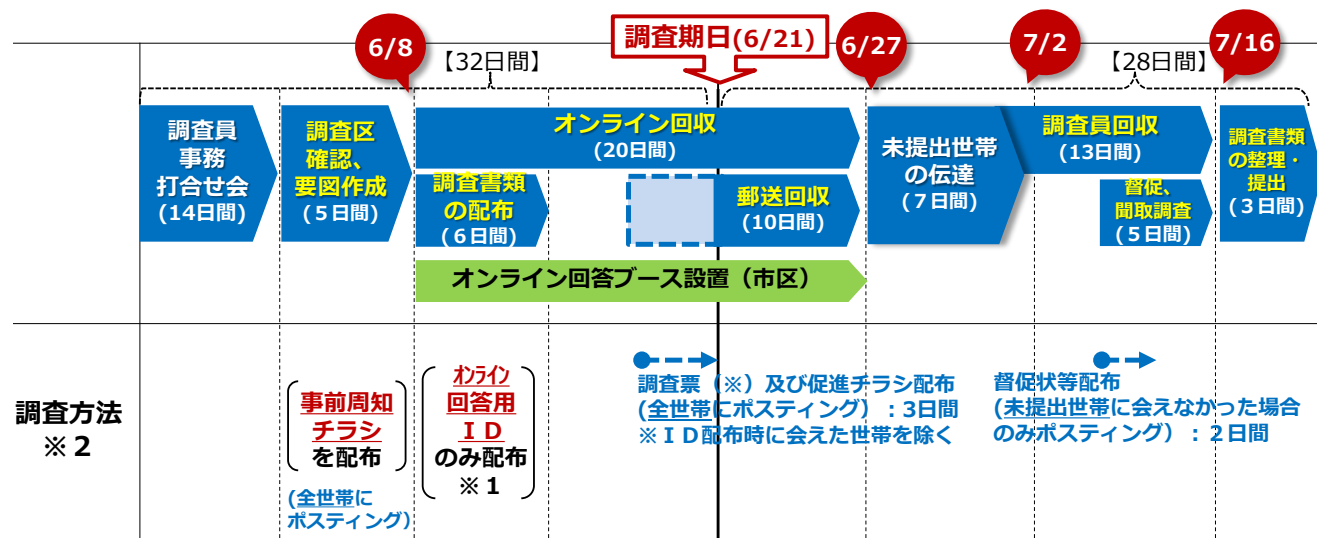 6/8
【32日間】
調査期日(6/21)
6/27
7/2
【28日間】
7/16
調査員
事務
打合せ会
(14日間)
調査区
確認、
要図作成
(５日間)
オンライン回収
(20日間)
調査書類
の配布
(６日間)
郵送回収
(10日間)
未提出世帯
の伝達
(７日間)
調査員回収
(13日間)
督促、
聞取調査
(５日間)
調査書類
の整理・
提出
(３日間)
オンライン回答ブース設置（市区）
調査方法
※２
事前周知
チラシ
を配布
(全世帯に
ポスティング)
ｵﾝﾗｲﾝ
回答用
ＩＤ
のみ配布
※１
調査票（※）及び促進チラシ配布
(全世帯にポスティング）：3日間
※ＩＤ配布時に会えた世帯を除く
督促状等配布
(未提出世帯に会えなかった場合
のみポスティング）：２日間